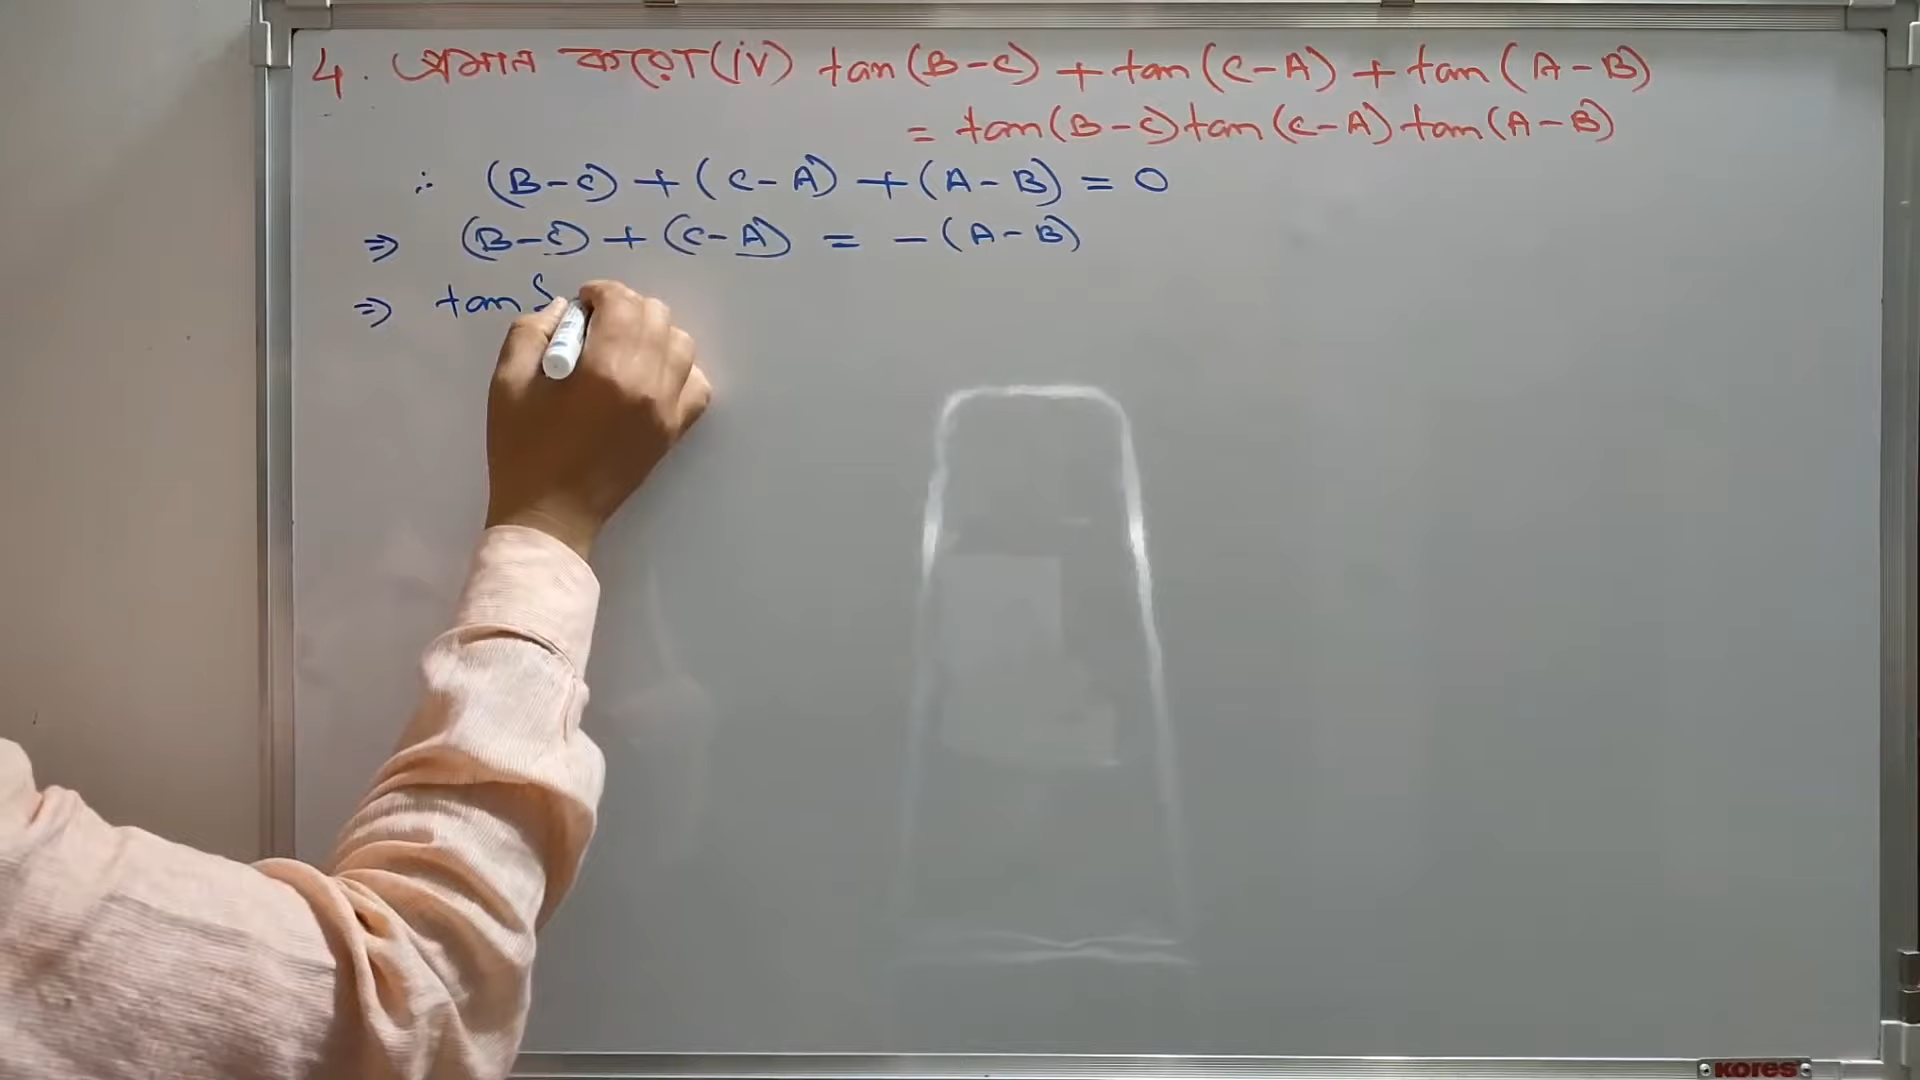 4. প্রমাণ করো (iv) tan(B-C) + tan(C-A) + tan(A-B)
= tan(B-C)tan(C-A)tan(A-B)
∴ (B-C) + (C-A) + (A-B) = 0
⇒ (B-C) + (C-A) = -(A-B)
⇒ tan{
KORES